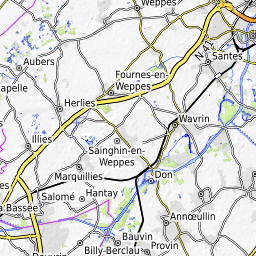 Weppes
Aubers
Santes
N 41
Fournes-en-
Weppes
apelle
Herlies
Wavrin
Illies
Sainghin-en-
Weppes
Marquillies
Don
Hantay
Salomé
a Bassée
Annœullin
Bauvin
Provin
Billy-Berclau